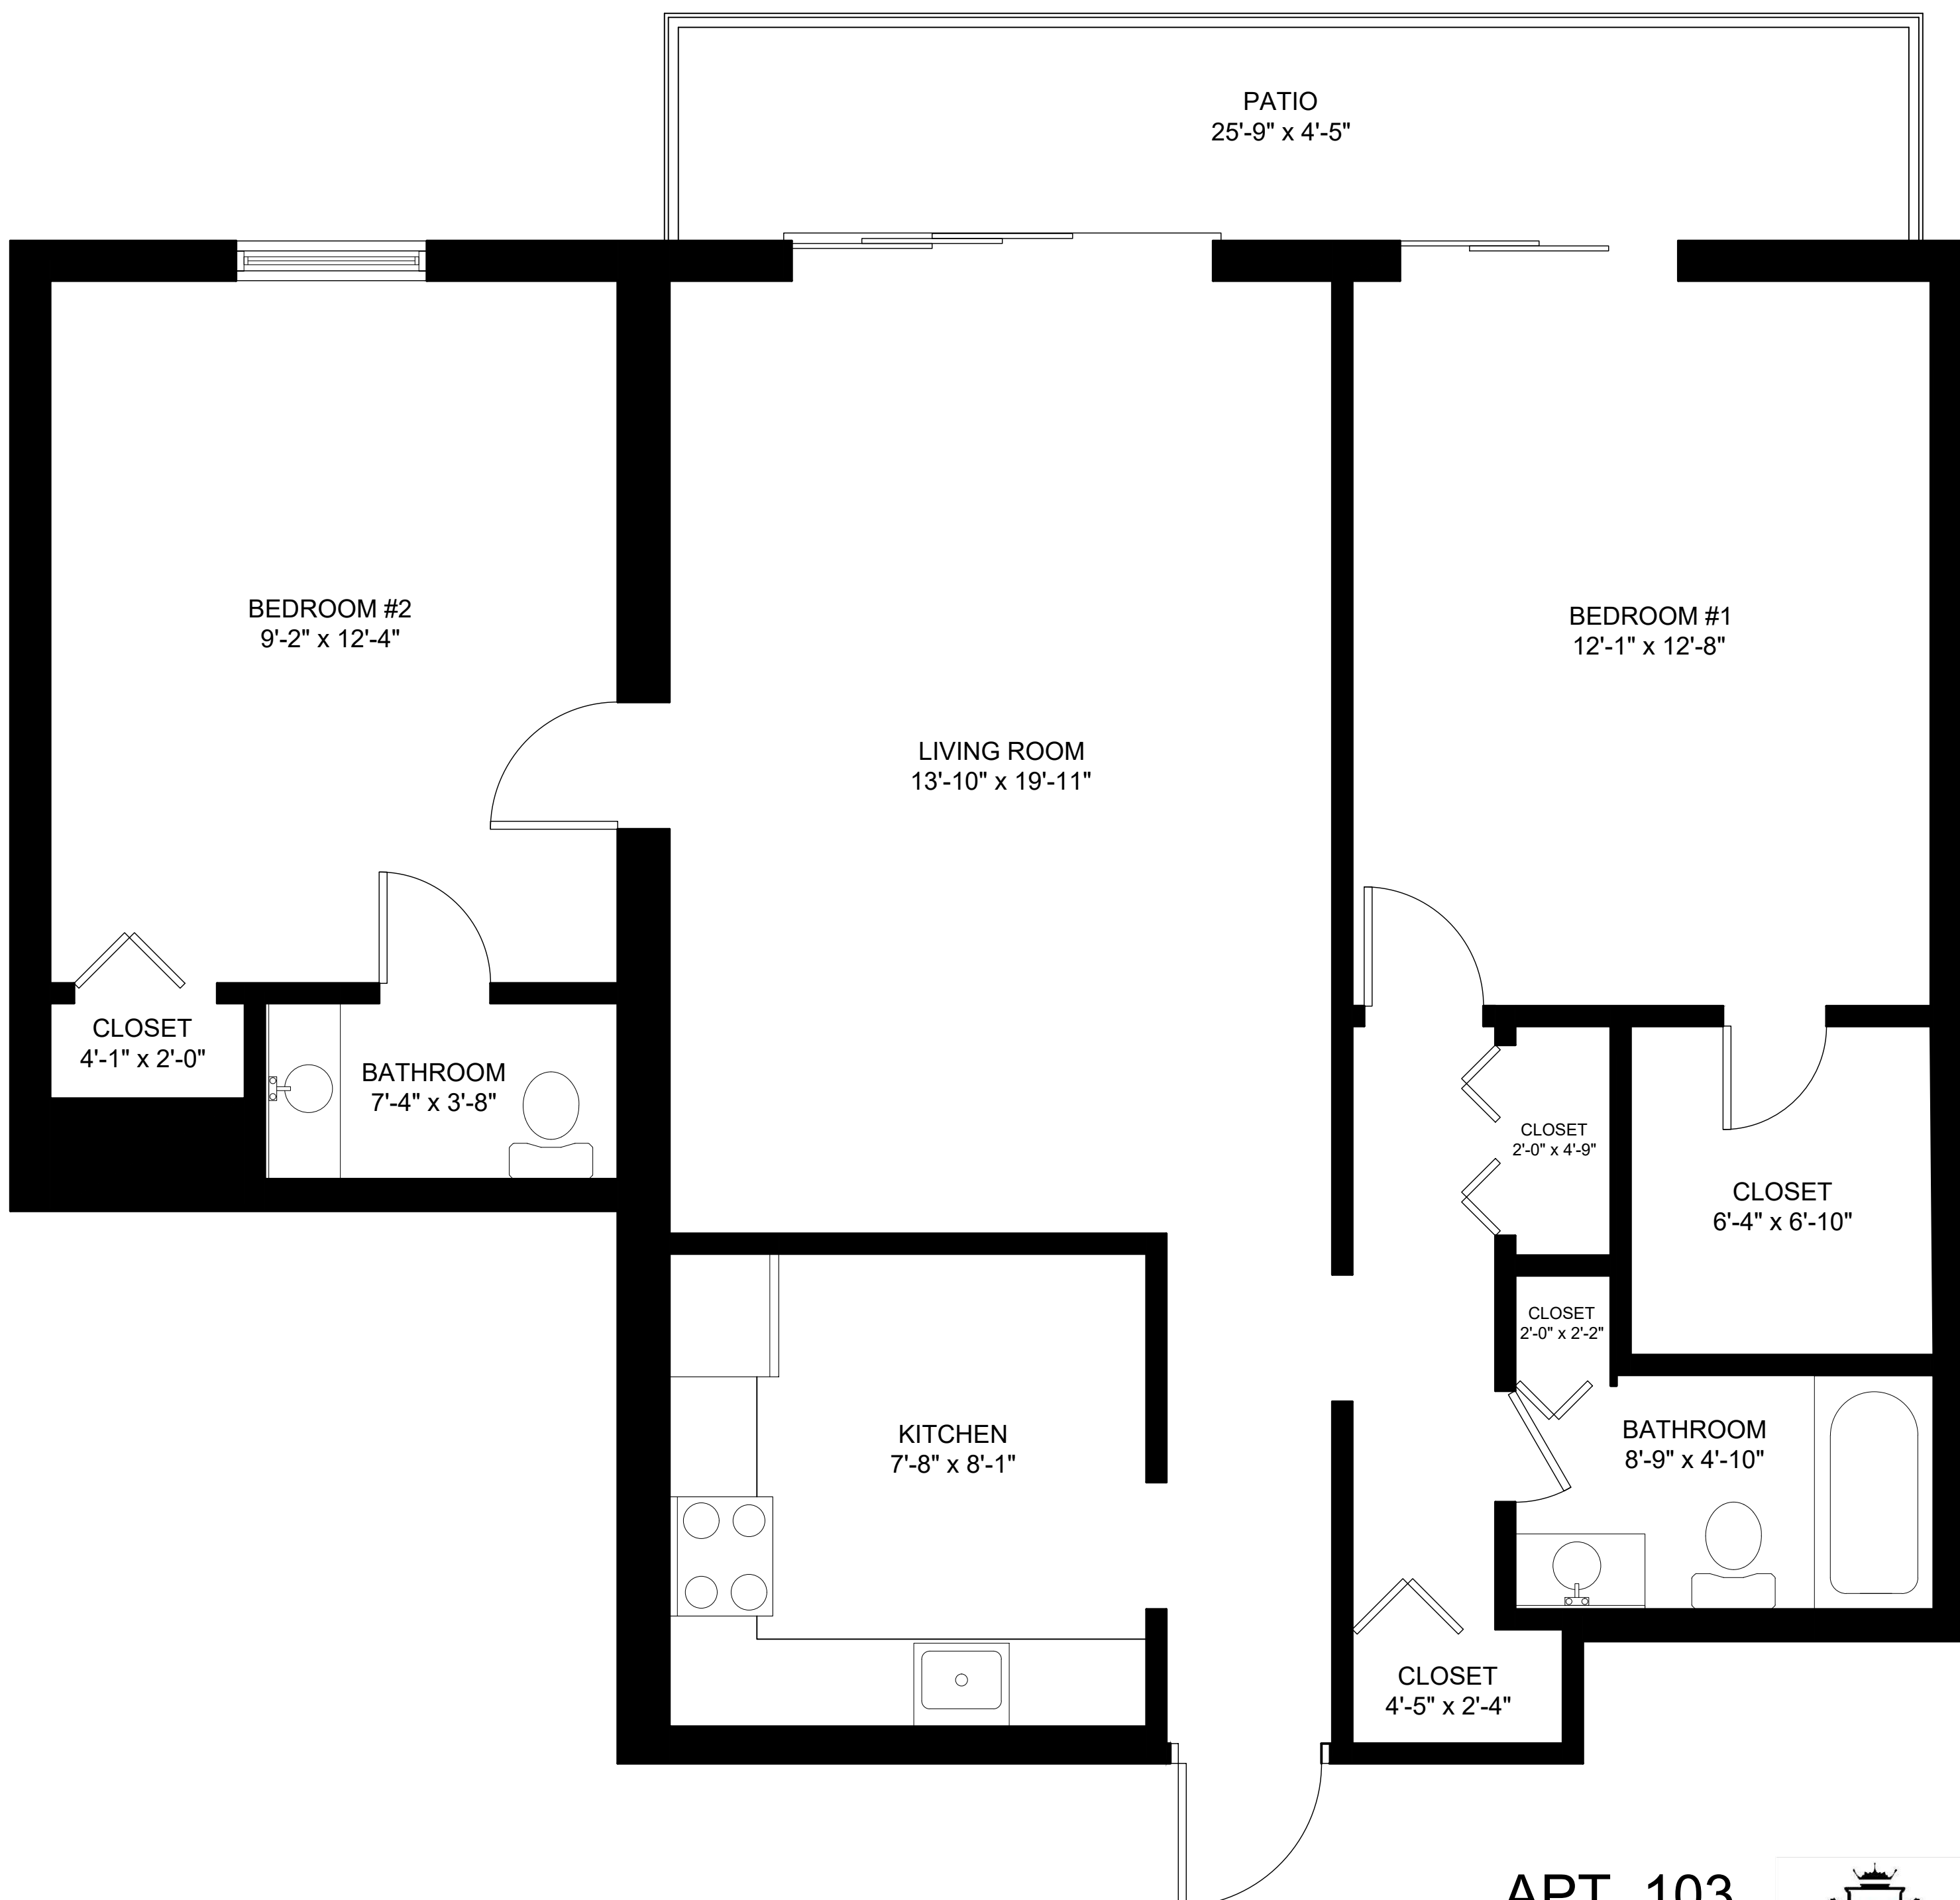 PATIO
25'-9" x 4'-5"
BEDROOM #2
9'-2" x 12'-4"
BEDROOM #1
12'-1" x 12'-8"
LIVING ROOM
13'-10" x 19'-11"
CLOSET
4'-1" x 2'-0"
BATHROOM
7'-4" x 3'-8"
CLOSET
2'-0" x 4'-9"
CLOSET
6'-4" x 6'-10"
CLOSET
2'-0" x 2'-2"
KITCHEN
7'-8" x 8'-1"
BATHROOM
8'-9" x 4'-10"
CLOSET
4'-5" x 2'-4"
APT. 103